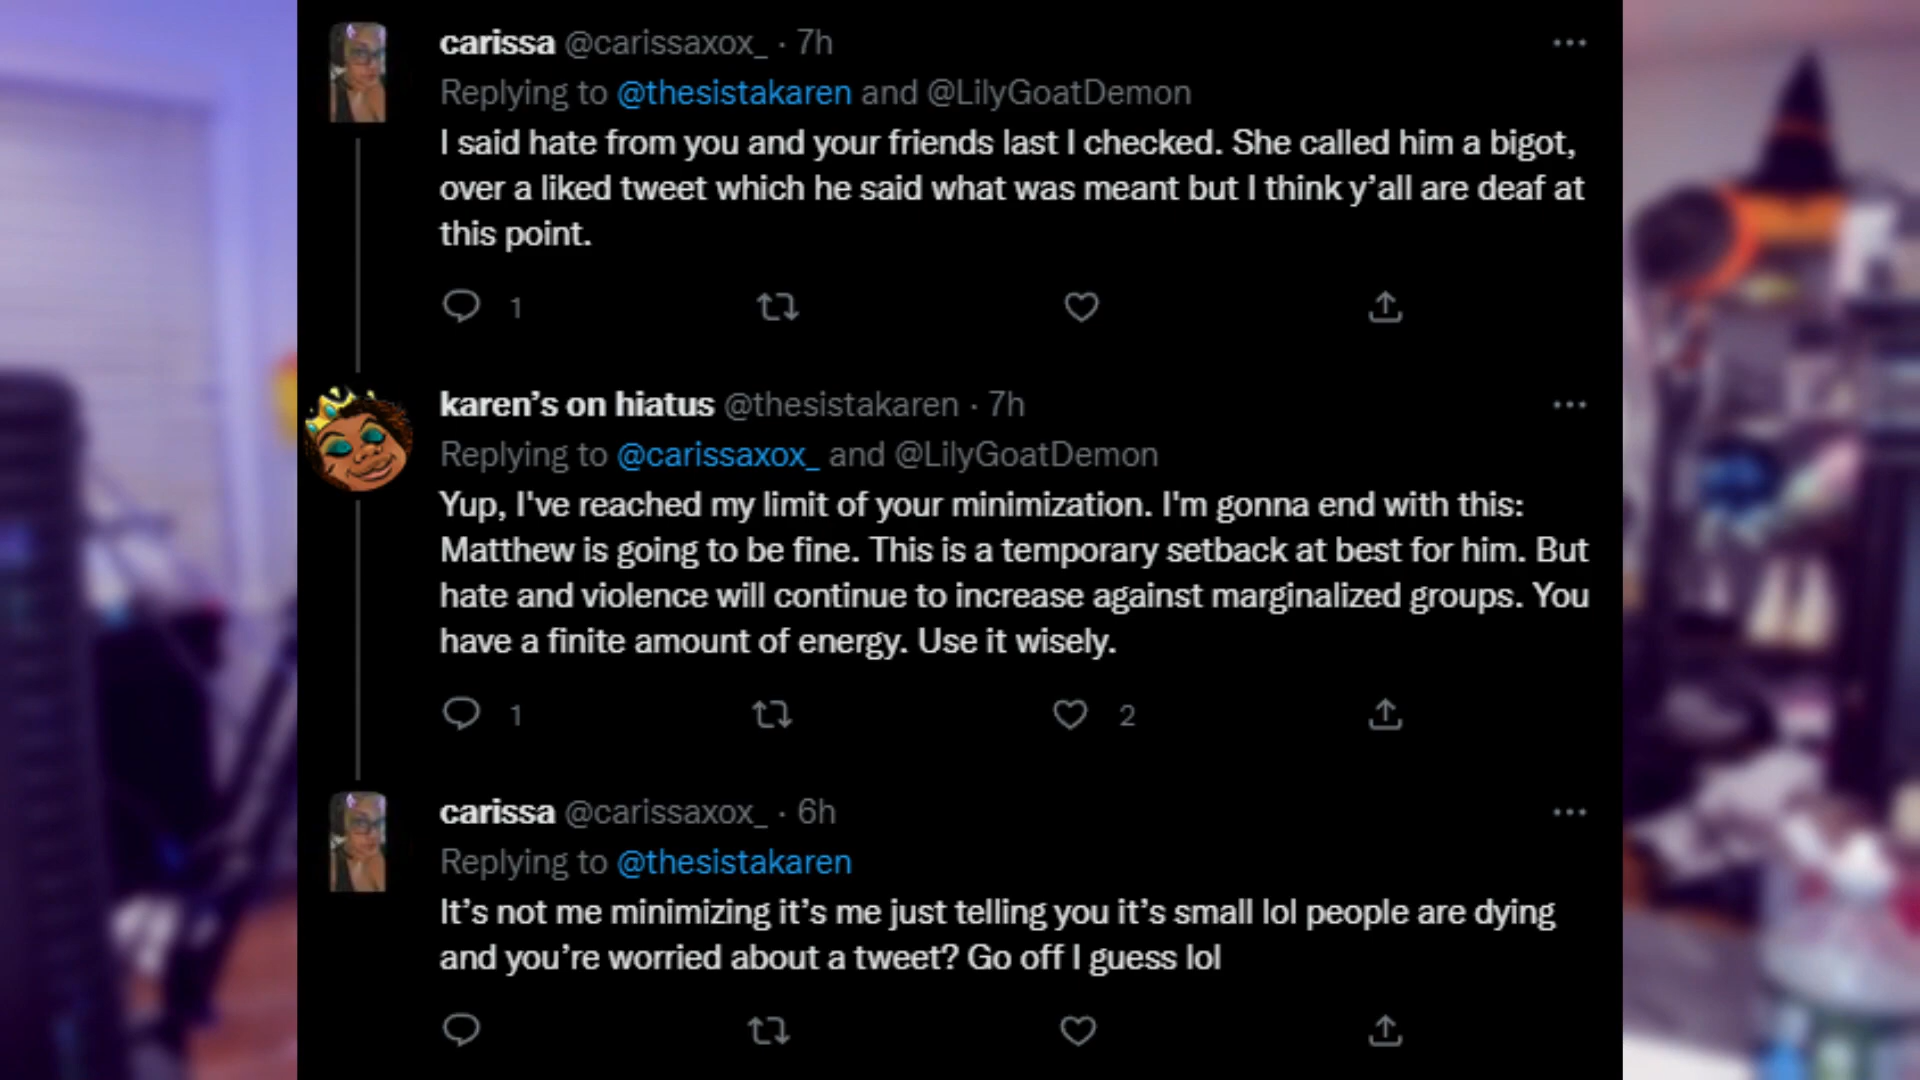 carissa @carissaxox_ · 7h
Replying to @thesistakaren and @LilyGoatDemon
I said hate from you and your friends last I checked. She called him a bigot,
over a liked tweet which he said what was meant but I think y’all are deaf at
this point.
1
karen’s on hiatus @thesistakaren · 7h
Replying to @carissaxox_ and @LilyGoatDemon
Yup, I've reached my limit of your minimization. I'm gonna end with this:
Matthew is going to be fine. This is a temporary setback at best for him. But
hate and violence will continue to increase against marginalized groups. You
have a finite amount of energy. Use it wisely.
1 2
carissa @carissaxox_ · 6h
Replying to @thesistakaren
It’s not me minimizing it’s me just telling you it’s small lol people are dying
and you’re worried about a tweet? Go off I guess lol